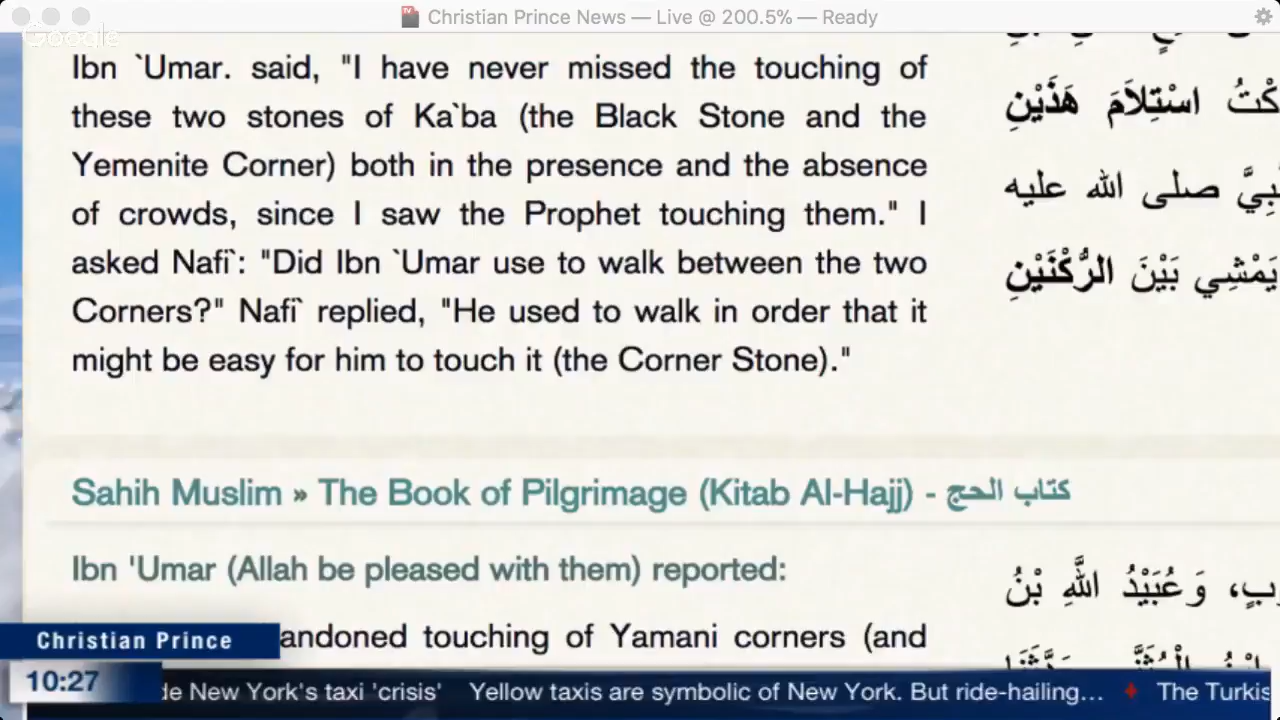 Christian Prince News — Live @ 200.5% — Ready
Google
Ibn `Umar. said, "I have never missed the touching of
these two stones of Ka`ba (the Black Stone and the
Yemenite Corner) both in the presence and the absence
of crowds, since I saw the Prophet touching them." I
asked Nafi`: "Did Ibn `Umar use to walk between the two
Corners?" Nafi` replied, "He used to walk in order that it
might be easy for him to touch it (the Corner Stone)."
كْتُ اسْتِلاَمَ هَذَيْنِ
بِيَّ صلى الله عليه
يَمْشِي بَيْنَ الرُّكْنَيْنِ
Sahih Muslim » The Book of Pilgrimage (Kitab Al-Hajj) - كتاب الحج
Ibn 'Umar (Allah be pleased with them) reported:
وَعُبَيْدُ اللَّهِ بْنُ
andoned touching of Yamani corners (and
Christian Prince
10:27
de New York's taxi 'crisis' Yellow taxis are symbolic of New York. But ride-hailing... The Turkis